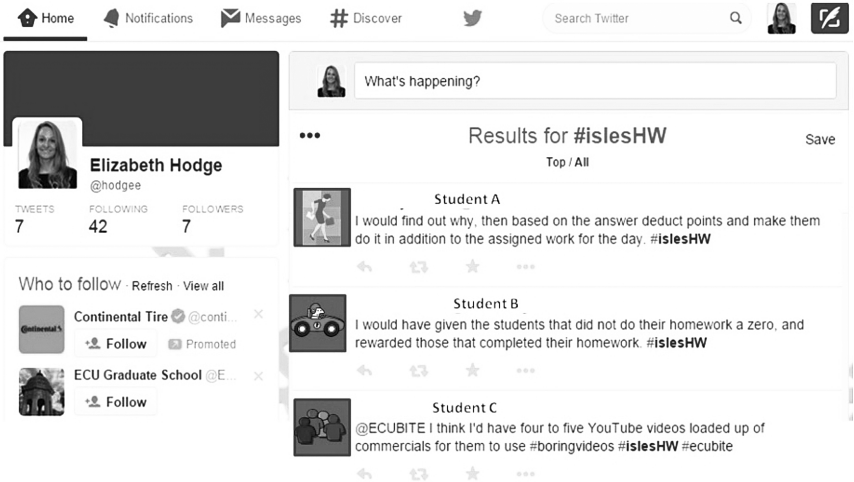 Home Notifications Messages # Discover Search Twitter
Elizabeth Hodge
@hodgee
TWEETS FOLLOWING FOLLOWERS
7 42 7
Who to follow · Refresh · View all
Continental Tire @conti...
Continental
Follow Promoted
ECU Graduate School @E...
Follow
What's happening?
Results for #islesHW
Save
Top / All
Student A
I would find out why, then based on the answer deduct points and make them
do it in addition to the assigned work for the day. #islesHW
Student B
I would have given the students that did not do their homework a zero, and
rewarded those that completed their homework. #islesHW
Student C
@ECUBITE I think I'd have four to five YouTube videos loaded up of
commercials for them to use #boringvideos #islesHW #ecubite